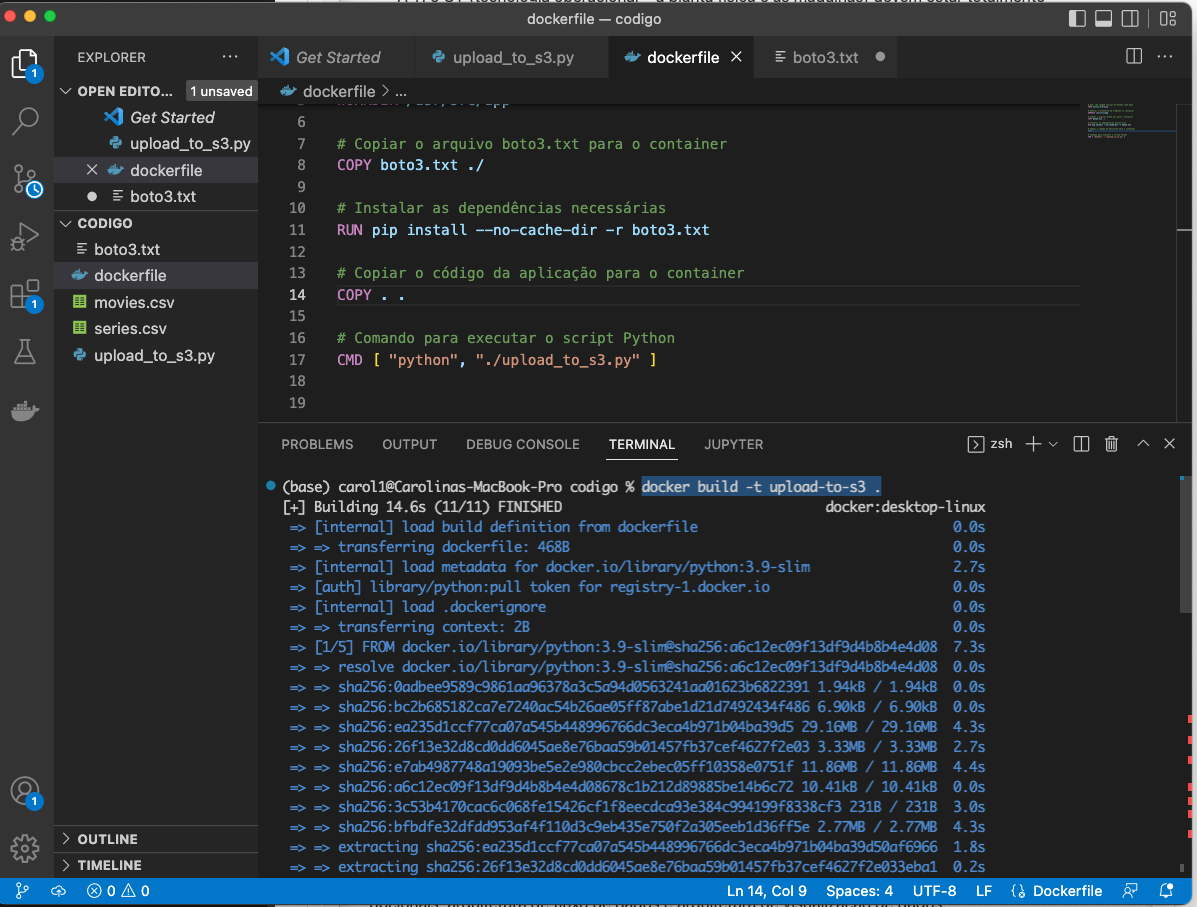 dockerfile — codigo
EXPLORER
Get Started
upload_to_s3.py
dockerfile
boto3.txt
OPEN EDITO...
1 unsaved
Get Started
upload_to_s3.py
dockerfile
boto3.txt
CODIGO
boto3.txt
dockerfile
movies.csv
series.csv
upload_to_s3.py
OUTLINE
TIMELINE
1
1
1
dockerfile > ...
6
7 # Copiar o arquivo boto3.txt para o container
8 COPY boto3.txt ./
9
10 # Instalar as dependências necessárias
11 RUN pip install --no-cache-dir -r boto3.txt
12
13 # Copiar o código da aplicação para o container
14 COPY . .
15
16 # Comando para executar o script Python
17 CMD [ "python", "./upload_to_s3.py" ]
18
19
PROBLEMS OUTPUT DEBUG CONSOLE TERMINAL JUPYTER
zsh
(base) carol1@Carolinas-MacBook-Pro codigo % docker build -t upload-to-s3 .
[+] Building 14.6s (11/11) FINISHED docker:desktop-linux
=> [internal] load build definition from dockerfile 0.0s
=> => transferring dockerfile: 468B 0.0s
=> [internal] load metadata for docker.io/library/python:3.9-slim 2.7s
=> [auth] library/python:pull token for registry-1.docker.io 0.0s
=> [internal] load .dockerignore 0.0s
=> => transferring context: 2B 0.0s
=> [1/5] FROM docker.io/library/python:3.9-slim@sha256:a6c12ec09f13df9d4b8b4e4d08 7.3s
=> => resolve docker.io/library/python:3.9-slim@sha256:a6c12ec09f13df9d4b8b4e4d08 0.0s
=> => sha256:0adbee9589c9861aa96378a3c5a94d0563241aa01623b6822391 1.94kB / 1.94kB 0.0s
=> => sha256:bc2b685182ca7e7240ac54b26ae05ff87abe1d21d7492434f486 6.90kB / 6.90kB 0.0s
=> => sha256:ea235d1ccf77ca07a545b448996766dc3eca4b971b04ba39d5 29.16MB / 29.16MB 4.3s
=> => sha256:26f13e32d8cd0dd6045ae8e76baa59b01457fb37cef4627f2e03 3.33MB / 3.33MB 2.7s
=> => sha256:e7ab4987748a19093be5e2e980cbcc2ebec05ff10358e0751f 11.86MB / 11.86MB 4.4s
=> => sha256:a6c12ec09f13df9d4b8b4e4d08678c1b212d89885be14b6c72 10.41kB / 10.41kB 0.0s
=> => sha256:3c53b4170cac6c068fe15426cf1f8eecdca93e384c994199f8338cf3 231B / 231B 3.0s
=> => sha256:bfbdfe32dfdd953af4f110d3c9eb435e750f2a305eeb1d36ff5e 2.77MB / 2.77MB 4.3s
=> => extracting sha256:ea235d1ccf77ca07a545b448996766dc3eca4b971b04ba39d50af6966 1.8s
=> => extracting sha256:26f13e32d8cd0dd6045ae8e76baa59b01457fb37cef4627f2e033eba1 0.2s
0 0
Ln 14, Col 9 Spaces: 4 UTF-8 LF Dockerfile